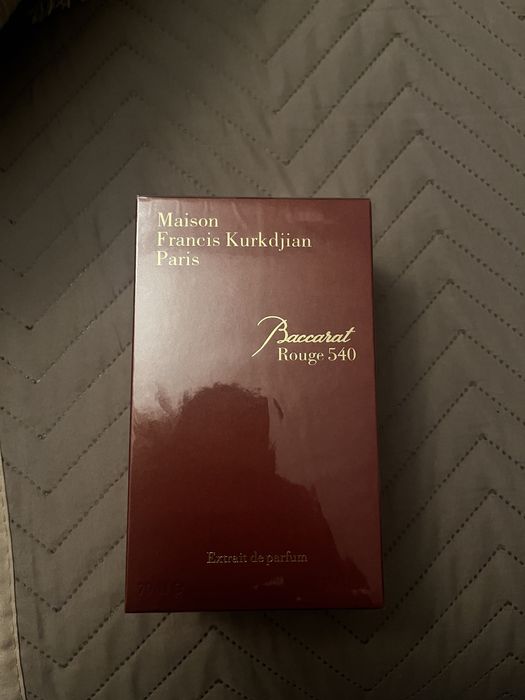 Maison
Francis Kurkdjian
Paris
Baccarat
Rouge 540
Extrait de parfum